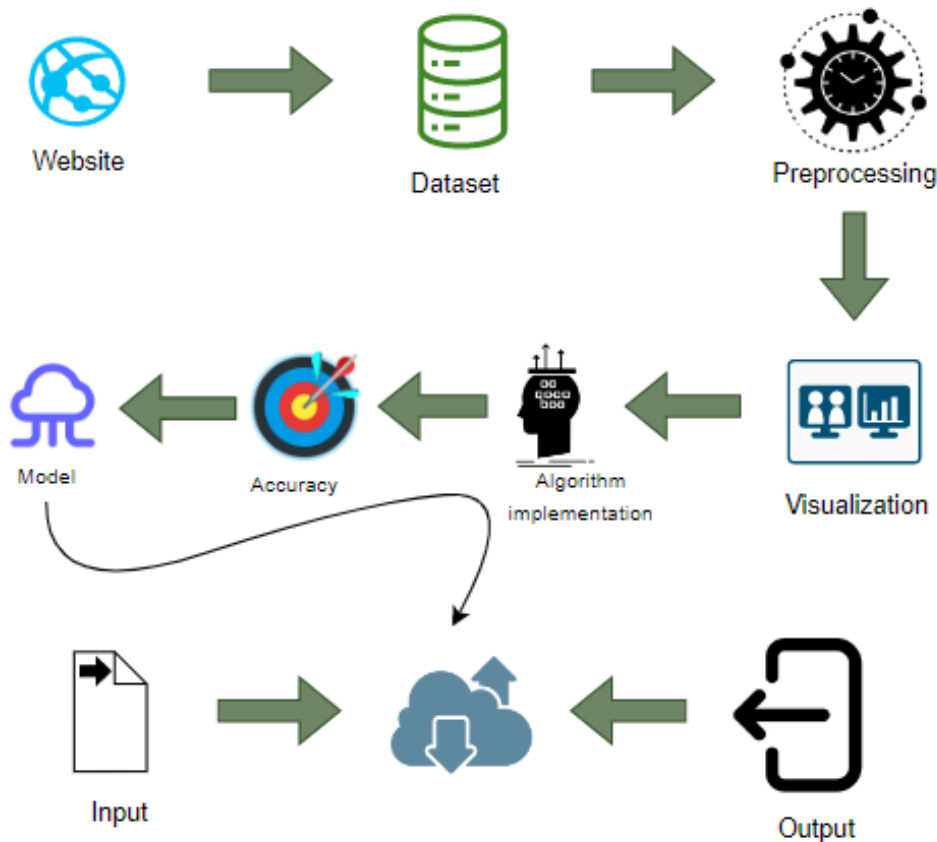 Website
Dataset
Preprocessing
Model
Accuracy
Algorithm
implementation
Visualization
Input
Output